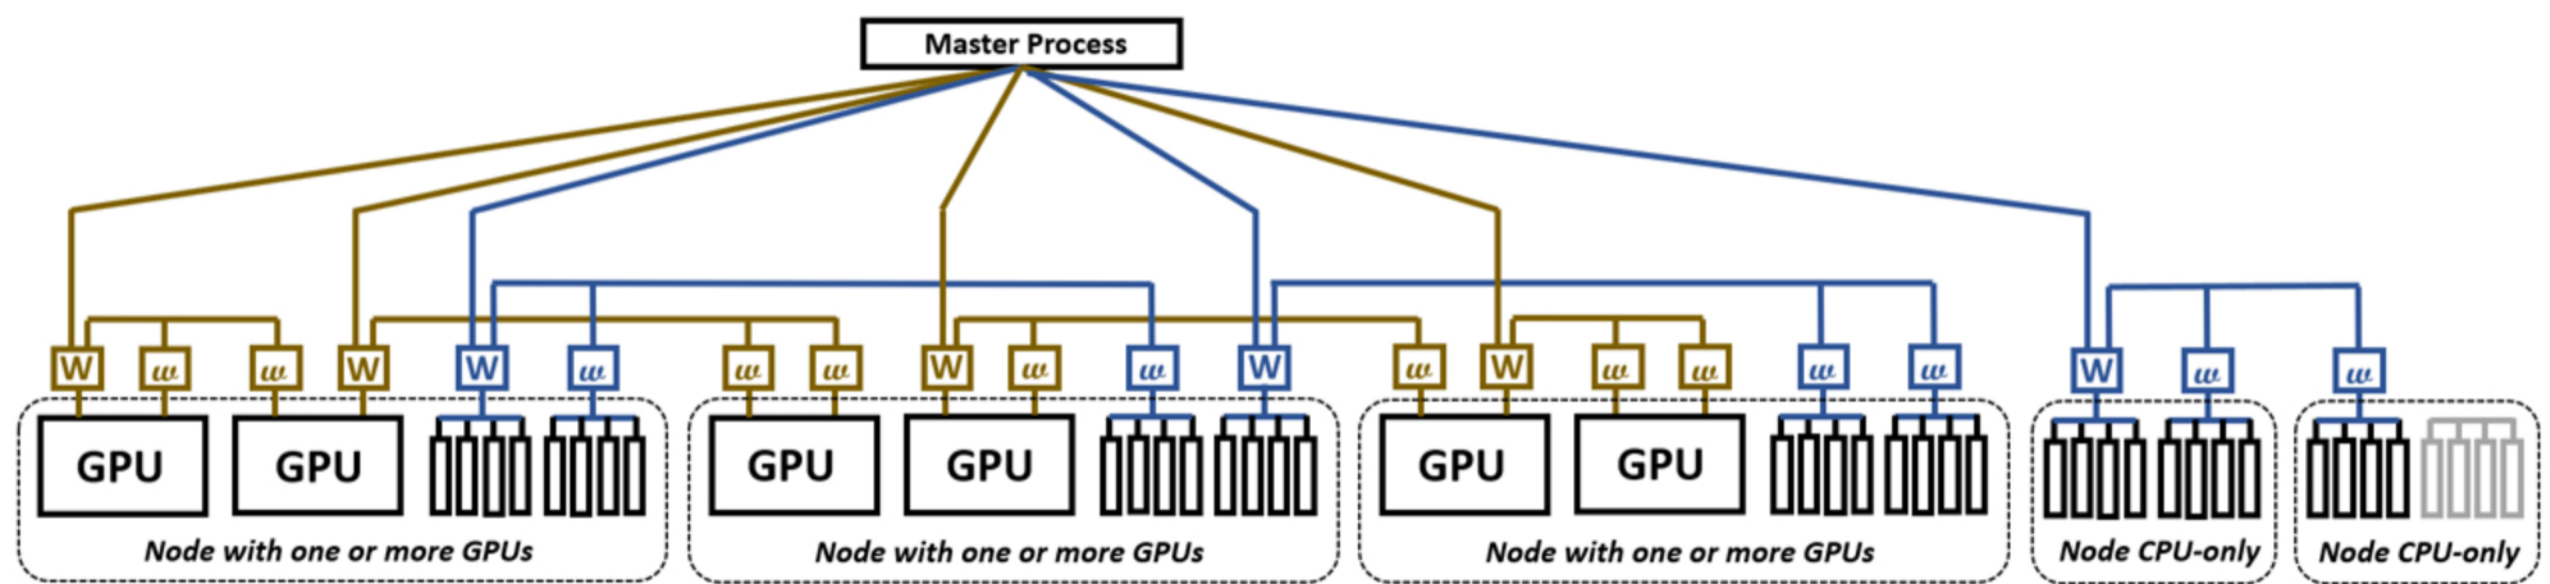 Master Process
W w w W W w w w W w w W w W w w w w W w w
GPU GPU GPU GPU GPU GPU
Node with one or more GPUs Node with one or more GPUs Node with one or more GPUs Node CPU-only Node CPU-only